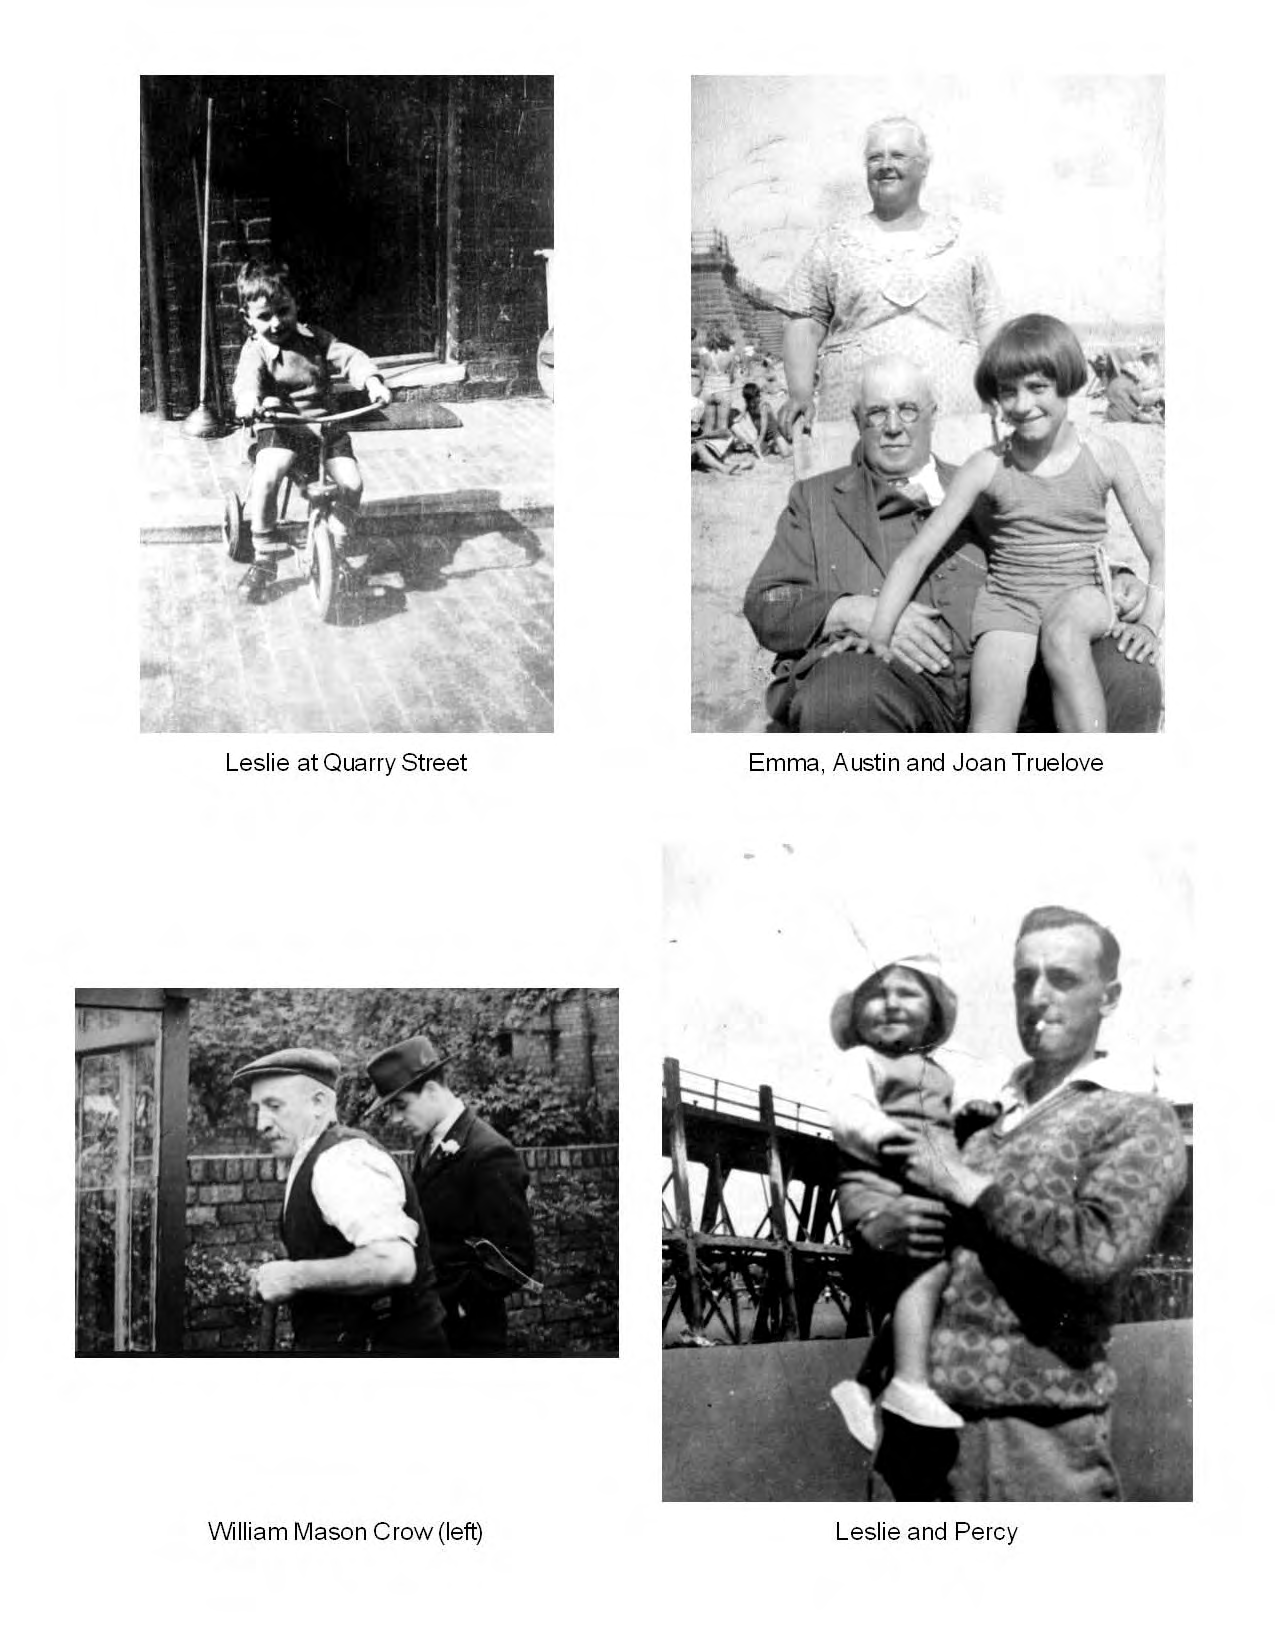 Leslie at Quarry Street
Emma, Austin and Joan Truelove
William Mason Crow (left)
Leslie and Percy